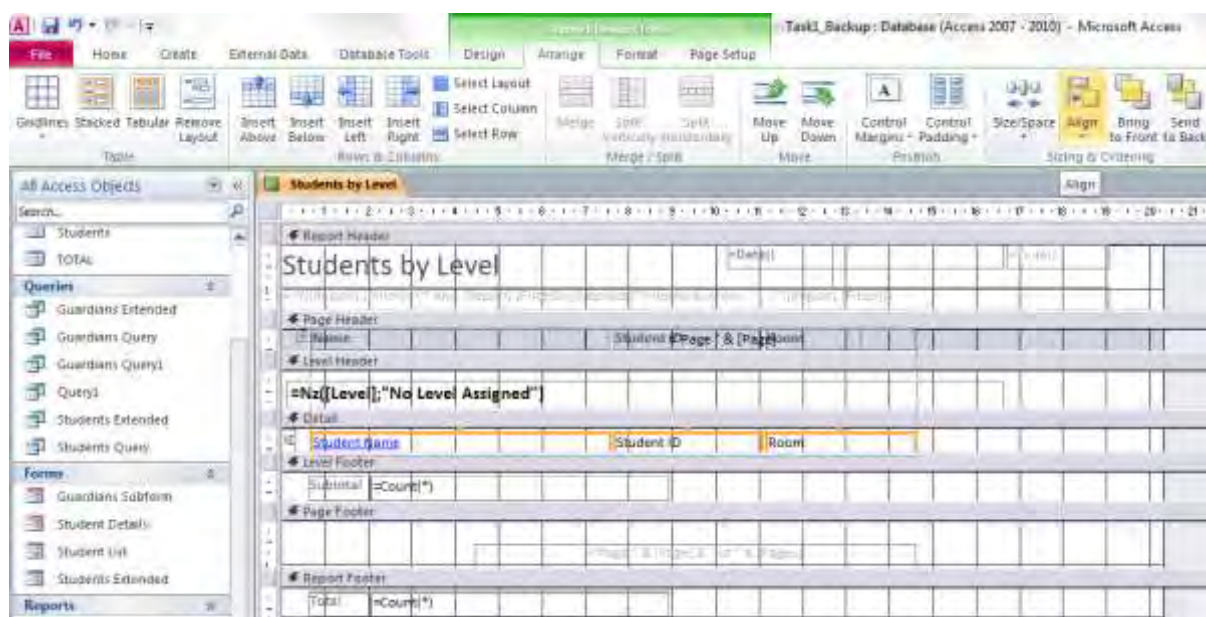 Task1_Backup : Database (Access 2007 - 2010) - Microsoft Access
File Home Create External Data Database Tools Design Arrange Format Page Setup
Gridlines Stacked Tabular Remove Layout
Insert Above Insert Below Insert Left Insert Right
Select Layout
Select Column
Select Row
Merge Split Vertically Split Horizontally
Move Up Move Down
Control Margins Control Padding
Size/Space Align Bring to Front Send to Back
Table Rows & Columns Merge / Split Move Position Sizing & Ordering
All Access Objects
Search...
Students
TOTAL
Queries
Guardians Extended
Guardians Query
Guardians Query1
Query1
Students Extended
Students Query
Forms
Guardians Subform
Student Details
Student List
Students Extended
Reports
Students by Level
Align
Report Header
Students by Level
=Date()
Page Header
Name Student ID Page " & [Page] Room
Level Header
=Nz([Level];"No Level Assigned")
Detail
Student Name Student ID Room
Level Footer
Subtotal =Count(*)
Page Footer
Report Footer
Total =Count(*)